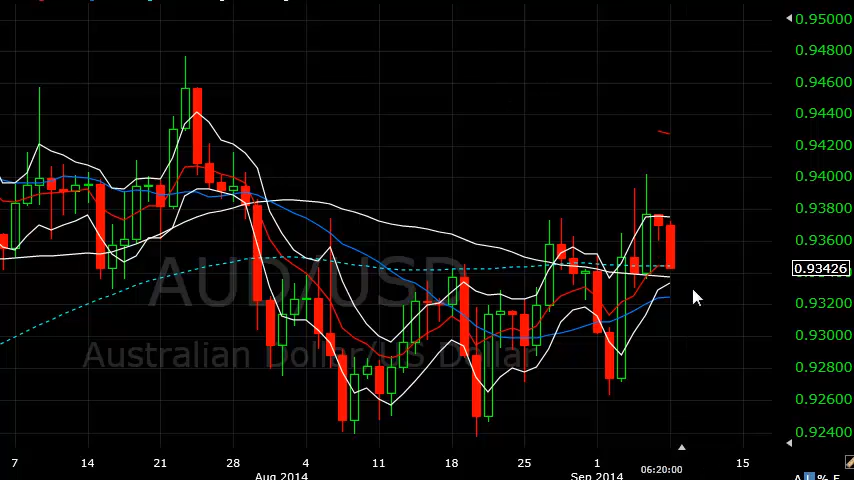 0.95000
0.94800
0.94600
0.94400
0.94200
0.94000
0.93800
0.93600
0.93426
0.93200
0.93000
0.92800
0.92600
0.92400
AUD/USD
Australian Dollar/US Dollar
7 14 21 28 4 11 18 25 1 15
Aug 2014 Sep 2014 06:20:00
A L % F